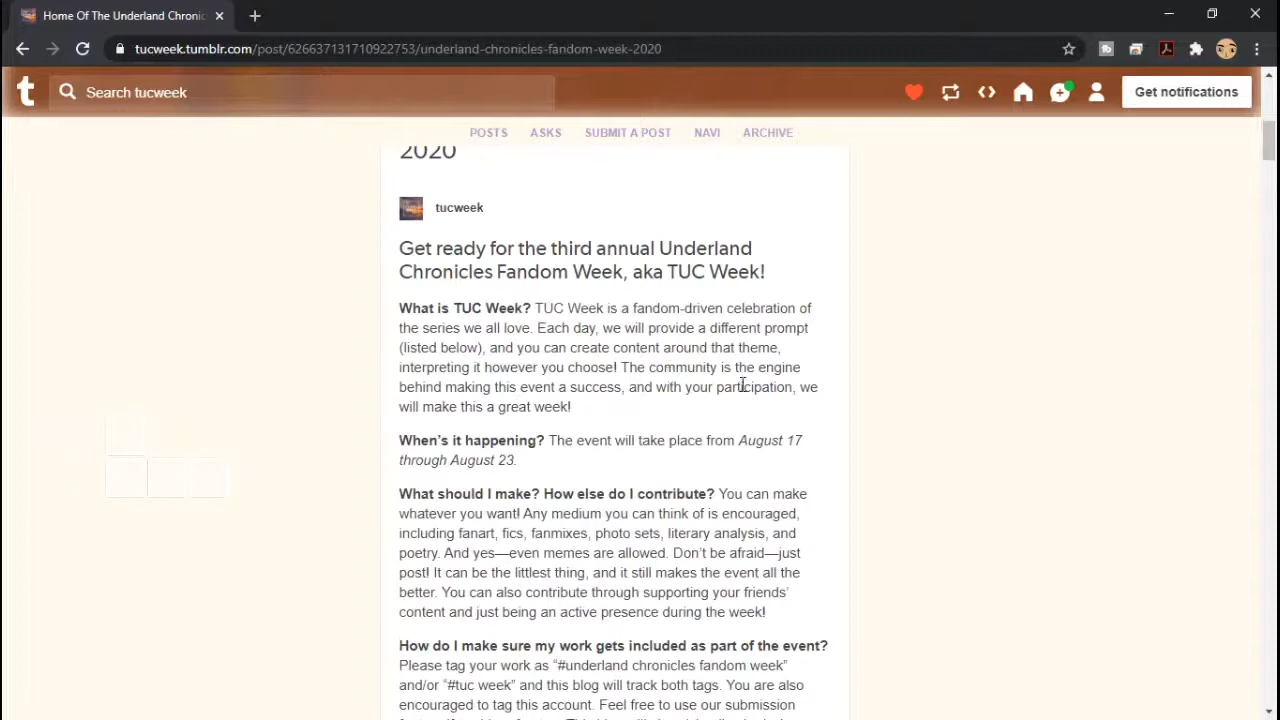 Home Of The Underland Chronic
tucweek.tumblr.com/post/626637131710922753/underland-chronicles-fandom-week-2020
t
Search tucweek
Get notifications
POSTS ASKS SUBMIT A POST NAVI ARCHIVE
2020
tucweek
Get ready for the third annual Underland
Chronicles Fandom Week, aka TUC Week!
What is TUC Week? TUC Week is a fandom-driven celebration of
the series we all love. Each day, we will provide a different prompt
(listed below), and you can create content around that theme,
interpreting it however you choose! The community is the engine
behind making this event a success, and with your participation, we
will make this a great week!
When's it happening? The event will take place from August 17
through August 23.
What should I make? How else do I contribute? You can make
whatever you want! Any medium you can think of is encouraged,
including fanart, fics, fanmixes, photo sets, literary analysis, and
poetry. And yes—even memes are allowed. Don't be afraid—just
post! It can be the littlest thing, and it still makes the event all the
better. You can also contribute through supporting your friends'
content and just being an active presence during the week!
How do I make sure my work gets included as part of the event?
Please tag your work as “#underland chronicles fandom week”
and/or “#tuc week” and this blog will track both tags. You are also
encouraged to tag this account. Feel free to use our submission